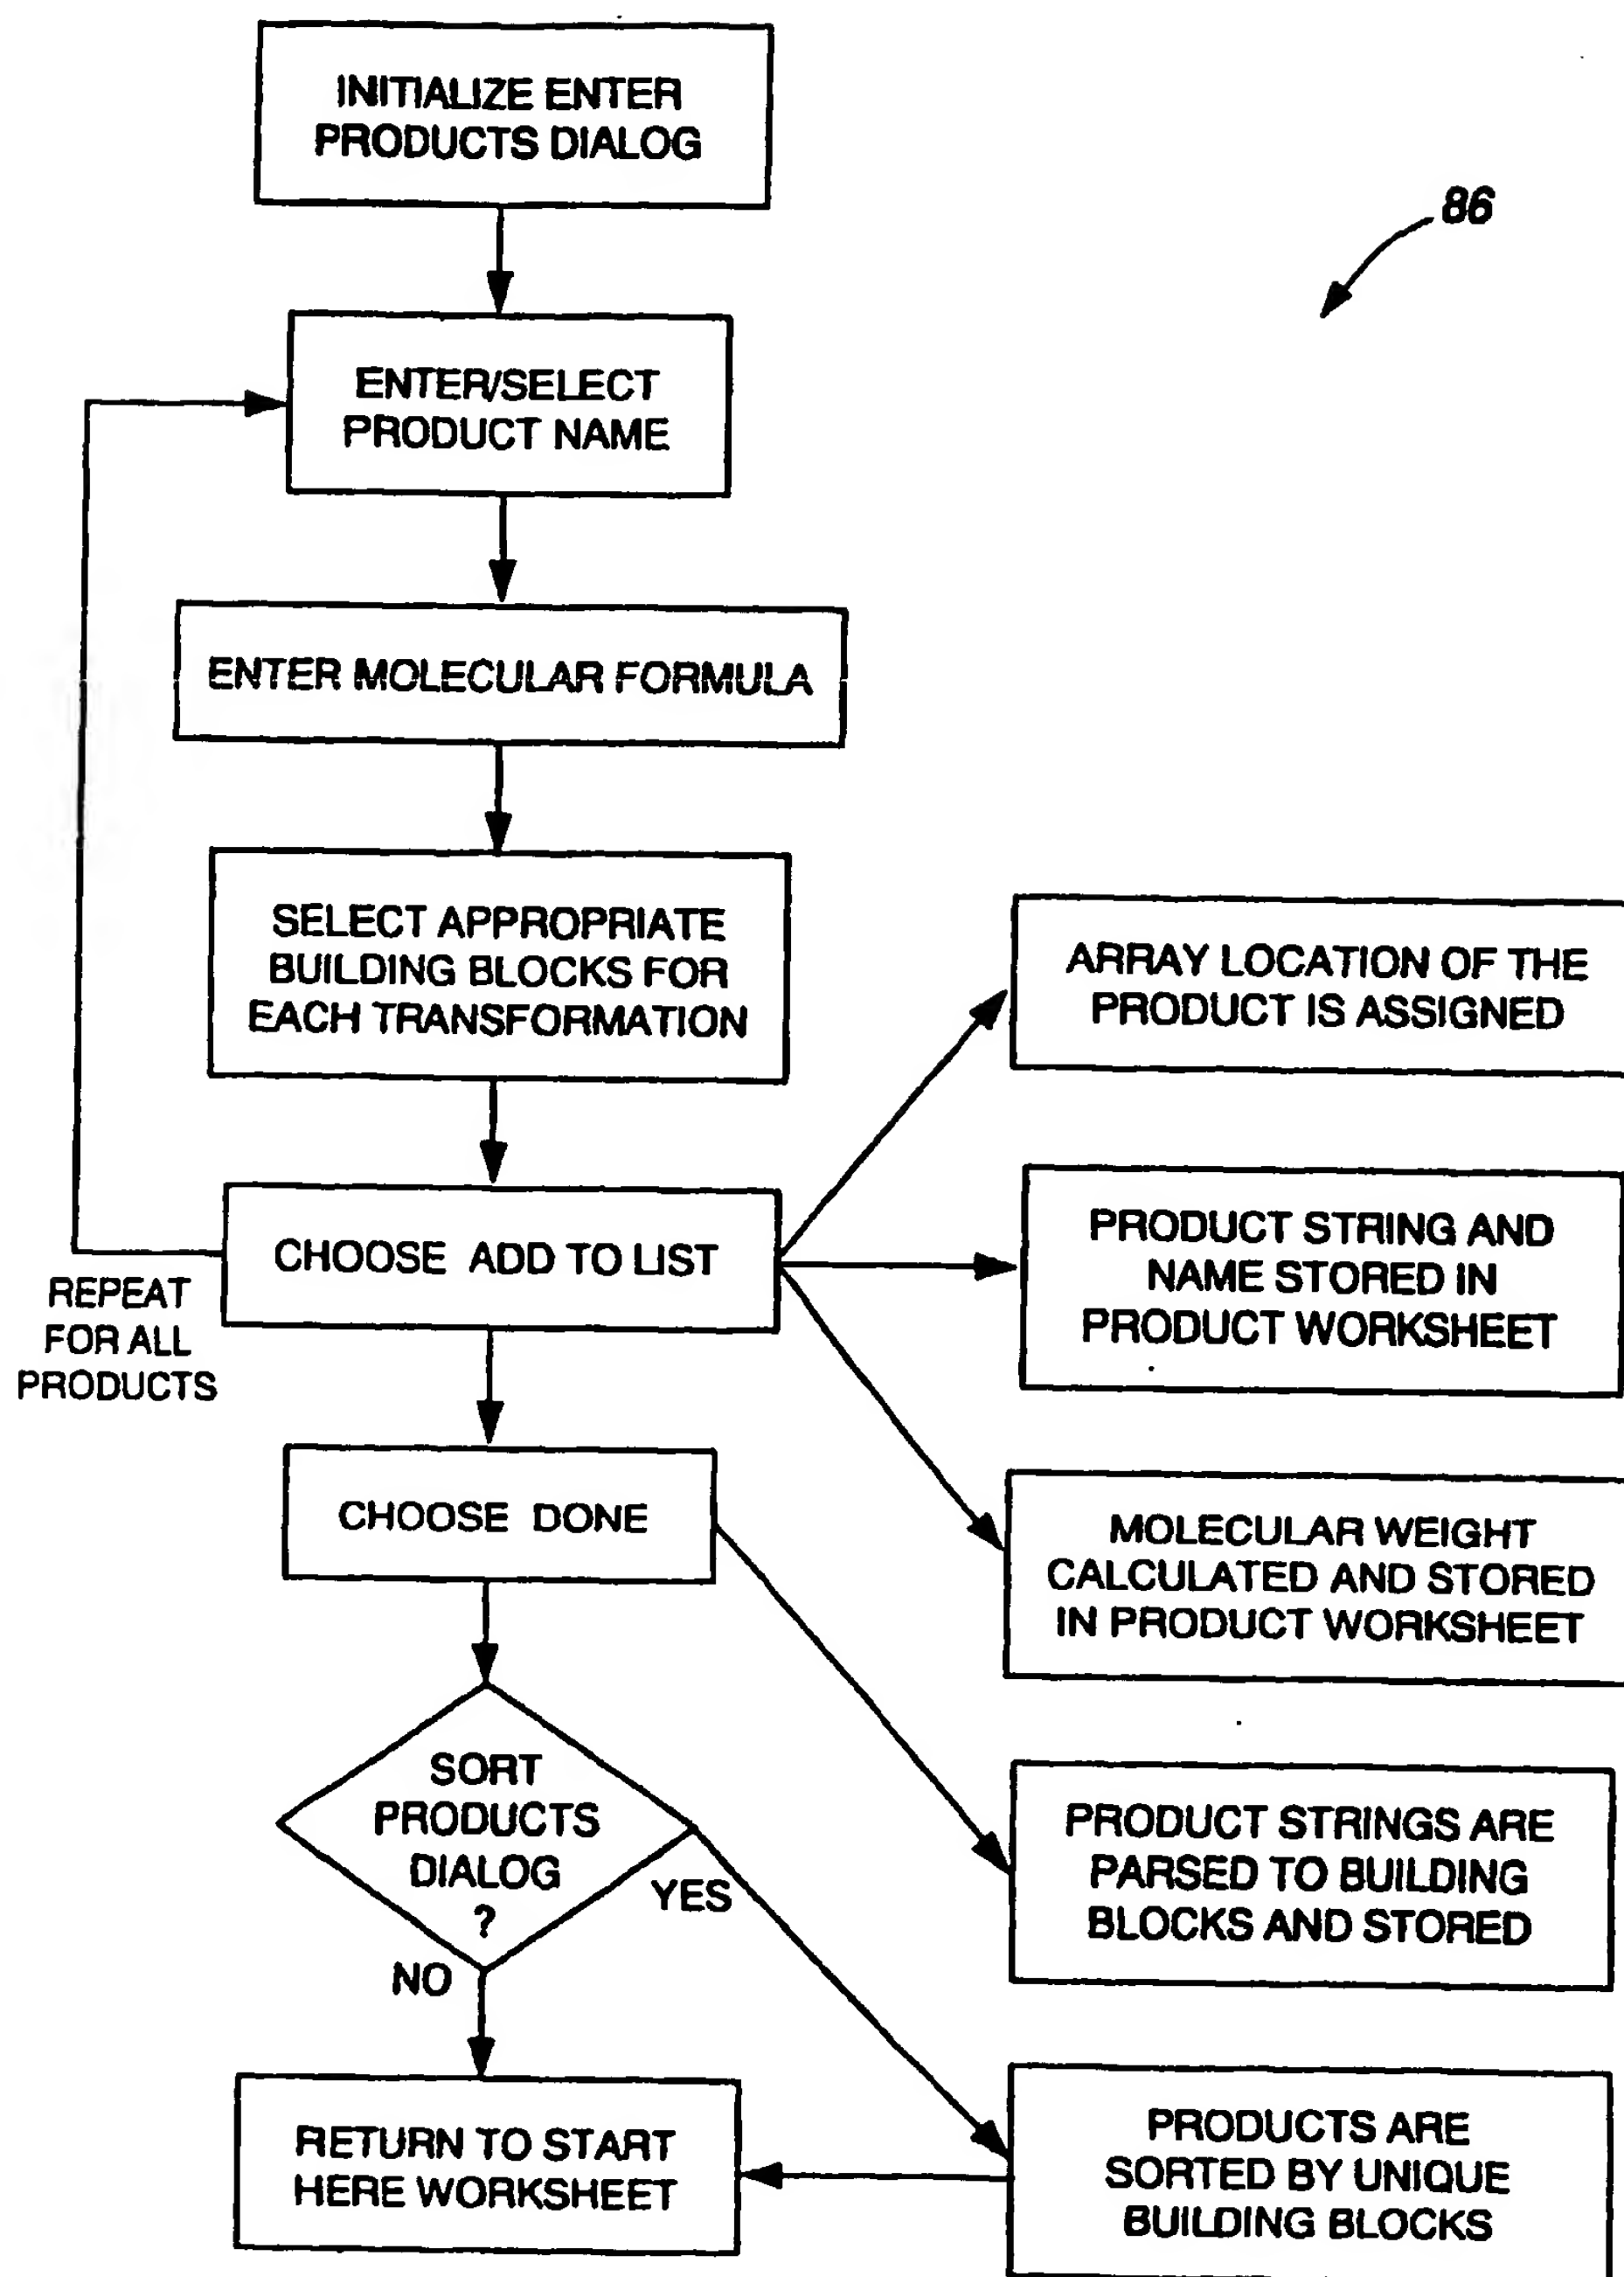 INITIALIZE ENTER
PRODUCTS DIALOG
86
ENTER/SELECT
PRODUCT NAME
ENTER MOLECULAR FORMULA
SELECT APPROPRIATE
BUILDING BLOCKS FOR
EACH TRANSFORMATION
ARRAY LOCATION OF THE
PRODUCT IS ASSIGNED
CHOOSE ADD TO LIST
REPEAT
FOR ALL
PRODUCTS
PRODUCT STRING AND
NAME STORED IN
PRODUCT WORKSHEET
CHOOSE DONE
MOLECULAR WEIGHT
CALCULATED AND STORED
IN PRODUCT WORKSHEET
SORT
PRODUCTS
DIALOG
?
YES
NO
PRODUCT STRINGS ARE
PARSED TO BUILDING
BLOCKS AND STORED
RETURN TO START
HERE WORKSHEET
PRODUCTS ARE
SORTED BY UNIQUE
BUILDING BLOCKS